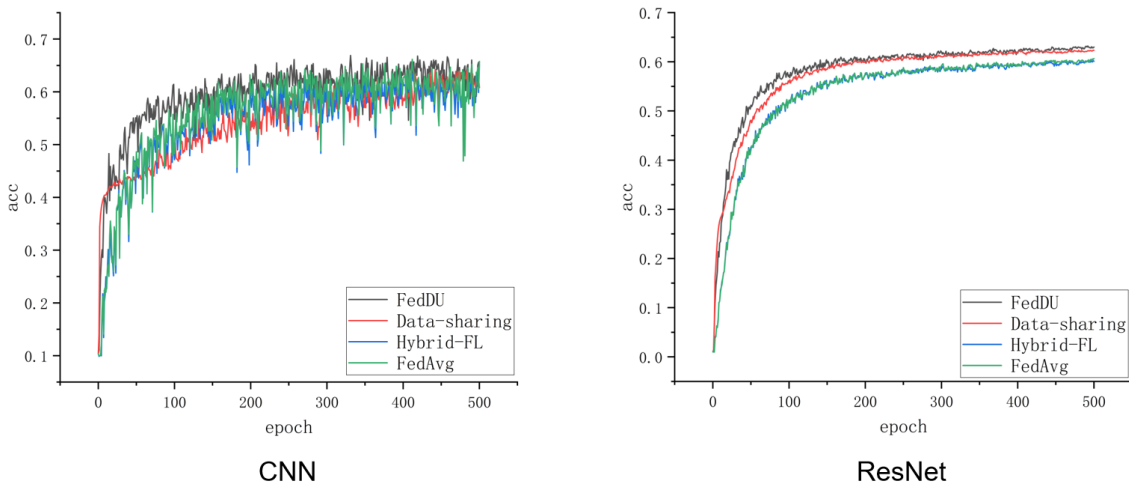 acc
0.7
0.6
0.5
0.4
0.3
0.2
0.1
0
100
200
300
400
500
epoch
FedDU
Data-sharing
Hybrid-FL
FedAvg
CNN
acc
0.7
0.6
0.5
0.4
0.3
0.2
0.1
0.0
0
100
200
300
400
500
epoch
FedDU
Data-sharing
Hybrid-FL
FedAvg
ResNet